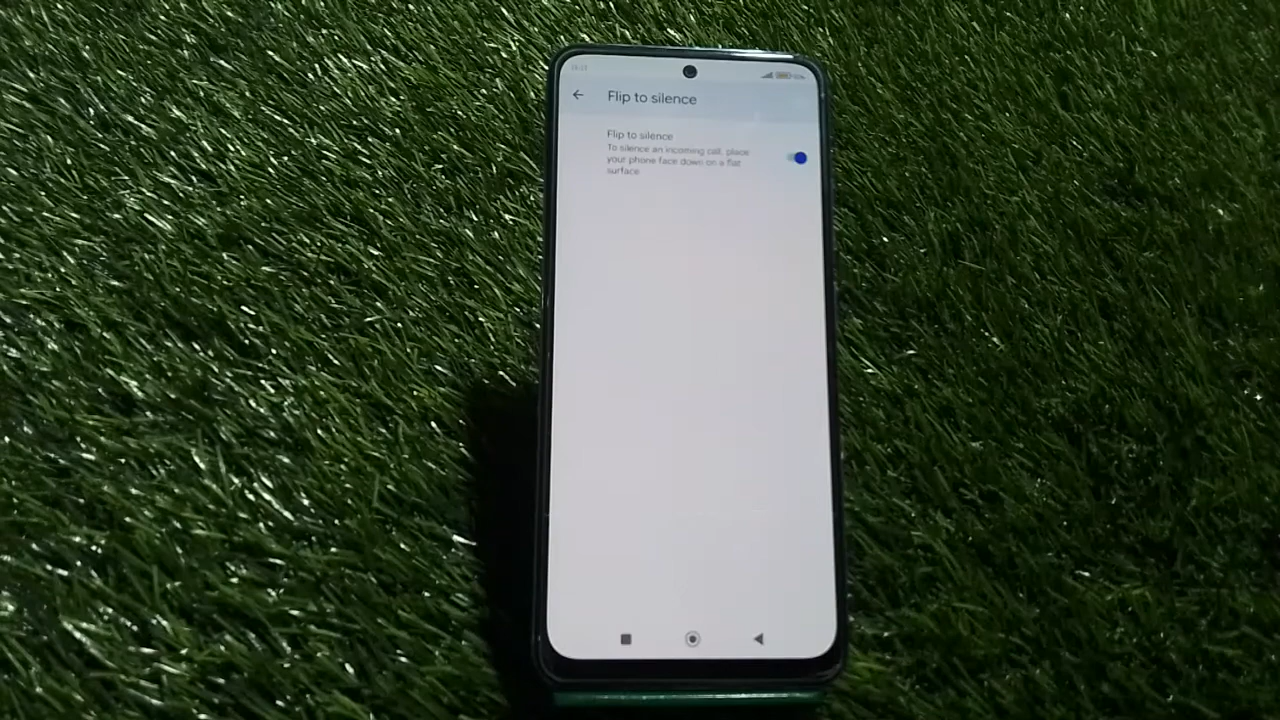 Flip to silence
Flip to silence
To silence an incoming call, place
your phone face down on a flat
surface